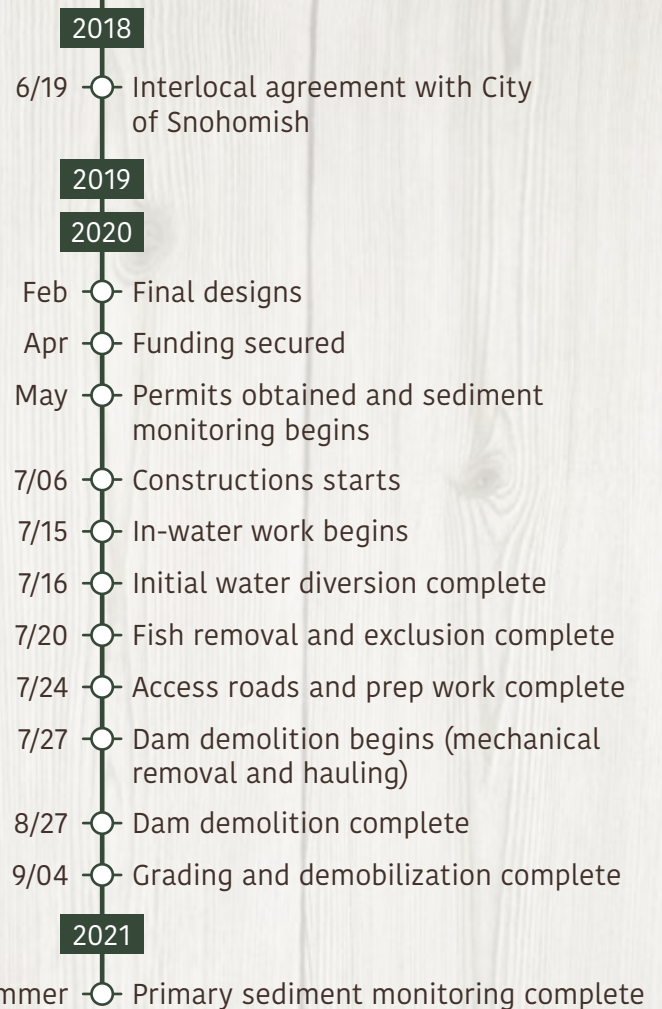 2018
6/19 Interlocal agreement with City
of Snohomish
2019
2020
Feb Final designs
Apr Funding secured
May Permits obtained and sediment
monitoring begins
7/06 Constructions starts
7/15 In-water work begins
7/16 Initial water diversion complete
7/20 Fish removal and exclusion complete
7/24 Access roads and prep work complete
7/27 Dam demolition begins (mechanical
removal and hauling)
8/27 Dam demolition complete
9/04 Grading and demobilization complete
2021
mmer Primary sediment monitoring complete